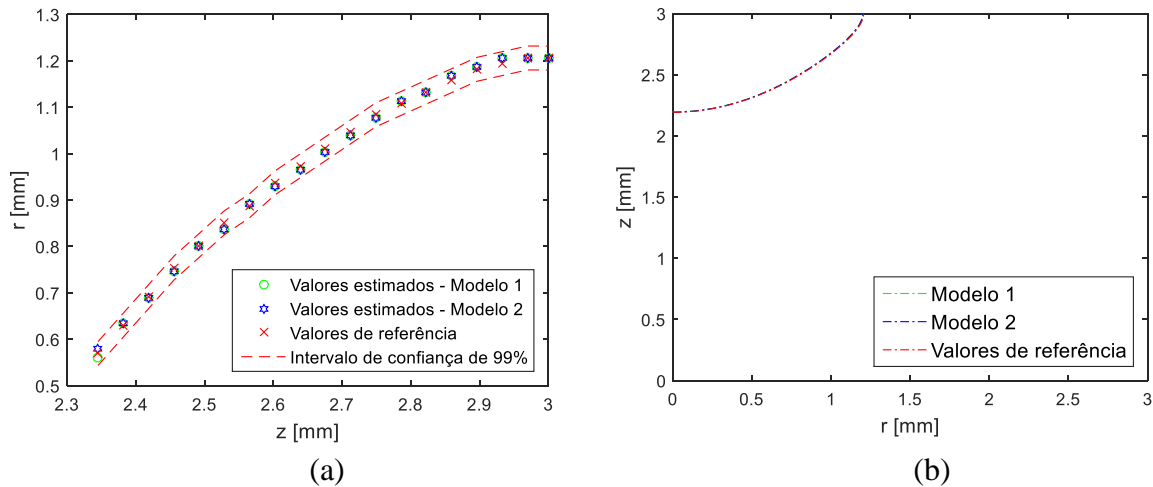 1.3
1.2
1.1
1
0.9
0.8
0.7
0.6
0.5
r [mm]
2.3 2.4 2.5 2.6 2.7 2.8 2.9 3
z [mm]
Valores estimados - Modelo 1
Valores estimados - Modelo 2
Valores de referência
Intervalo de confiança de 99%
(a)
3
2.5
2
1.5
1
0.5
0
z [mm]
0 0.5 1 1.5 2 2.5 3
r [mm]
Modelo 1
Modelo 2
Valores de referência
(b)